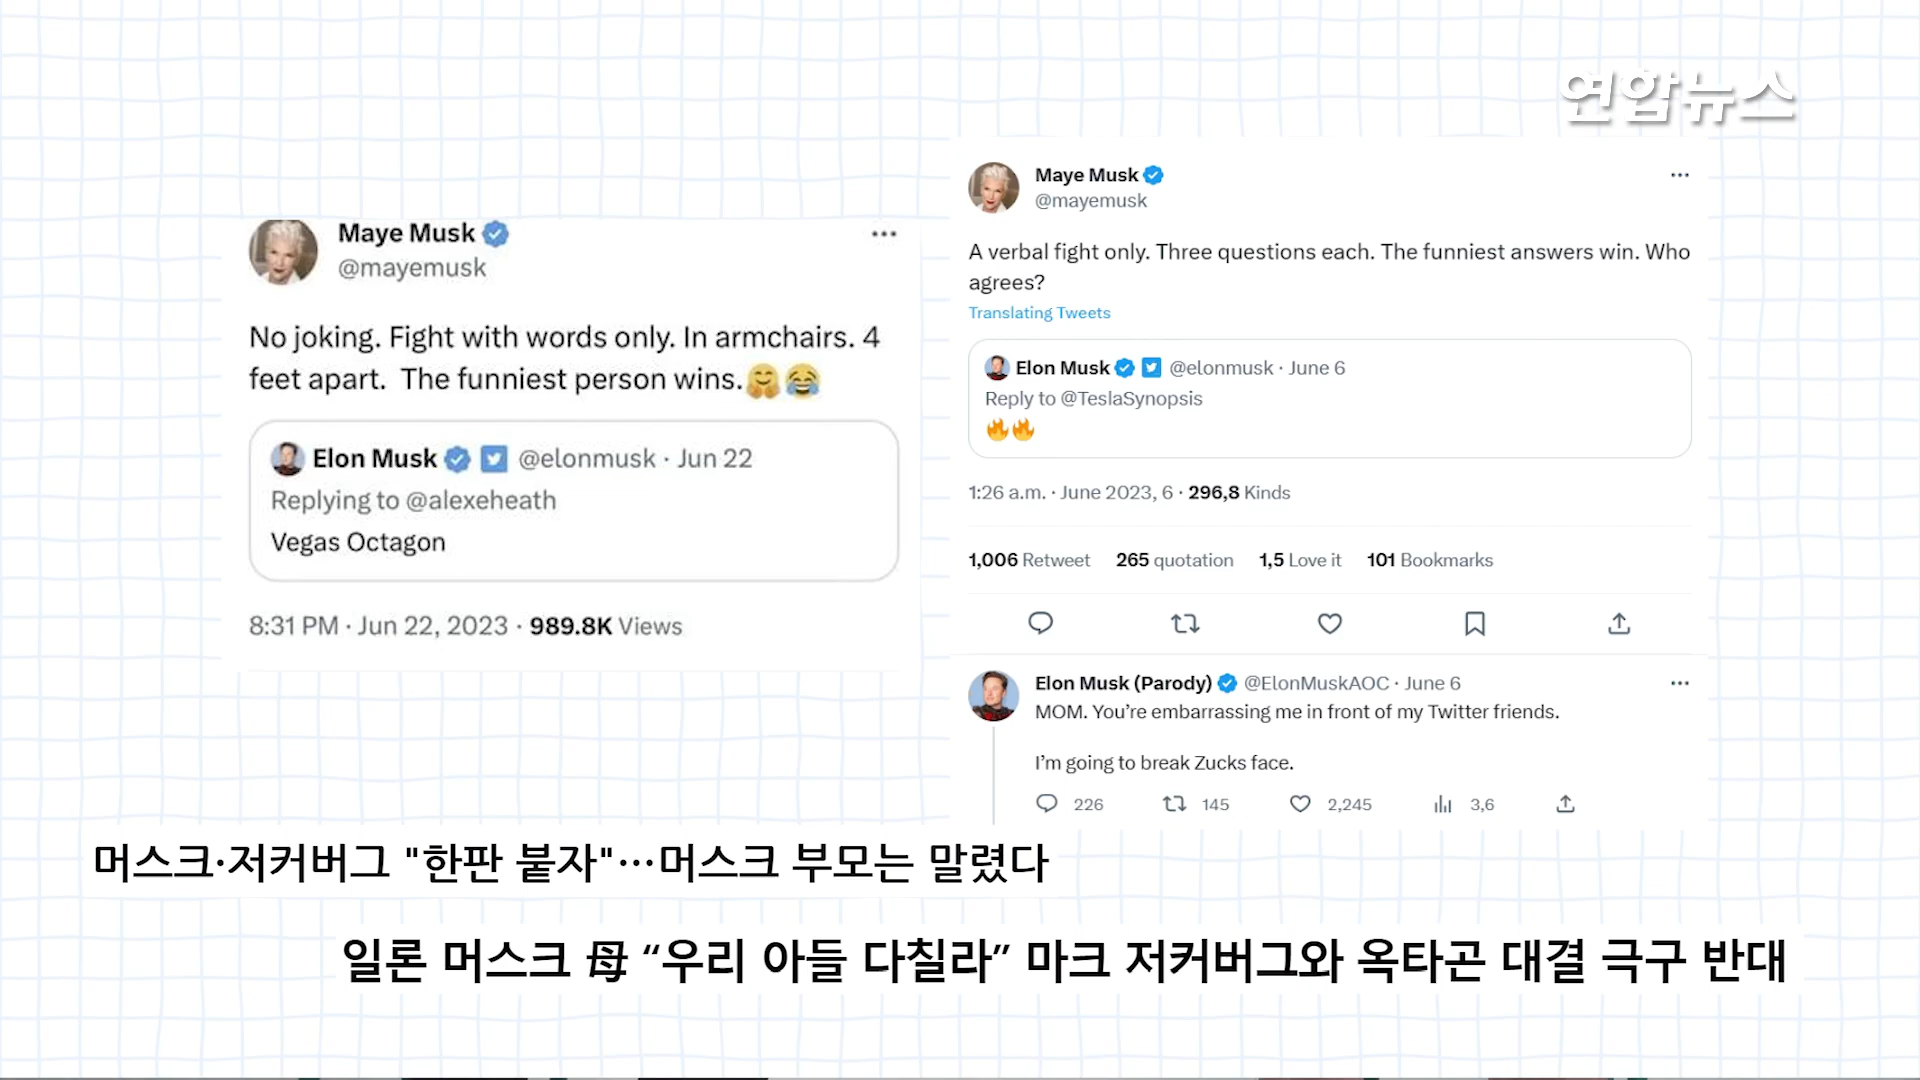 연합뉴스
Maye Musk
@mayemusk
No joking. Fight with words only. In armchairs. 4
feet apart. The funniest person wins.🤗😂
Elon Musk @elonmusk · Jun 22
Replying to @alexeheath
Vegas Octagon
8:31 PM · Jun 22, 2023 · 989.8K Views
Maye Musk
@mayemusk
A verbal fight only. Three questions each. The funniest answers win. Who
agrees?
Translating Tweets
Elon Musk @elonmusk · June 6
Reply to @TeslaSynopsis
🔥🔥
1:26 a.m. · June 2023, 6 · 296,8 Kinds
1,006 Retweet 265 quotation 1,5 Love it 101 Bookmarks
Elon Musk (Parody) @ElonMuskAOC · June 6
MOM. You’re embarrassing me in front of my Twitter friends.
I’m going to break Zucks face.
226 145 2,245 3,6
머스크·저커버그 "한판 붙자"…머스크 부모는 말렸다
일론 머스크 母 “우리 아들 다칠라” 마크 저커버그와 옥타곤 대결 극구 반대